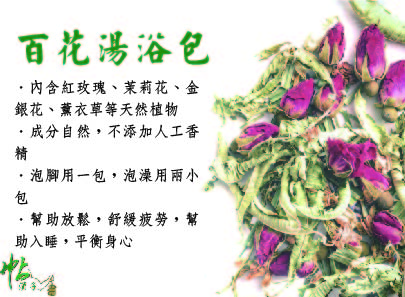 百花湯浴包
·內含紅玫瑰、茉莉花、金
銀花、薰衣草等天然植物
·成分自然，不添加人工香
精
·泡腳用一包，泡澡用兩小
包
·幫助放鬆，舒緩疲勞，幫
助入睡，平衡身心
帖